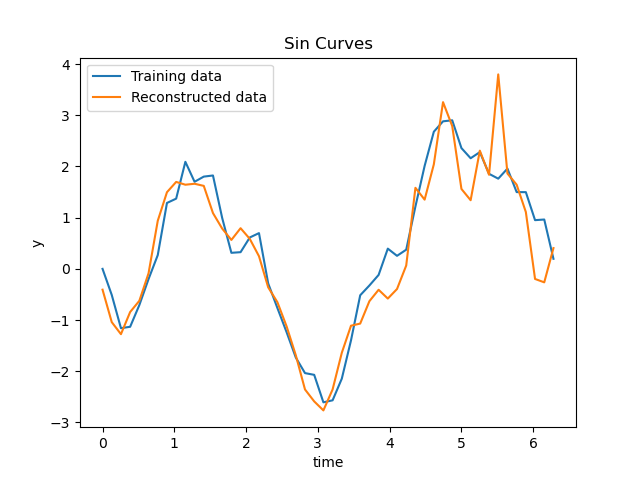 Sin Curves
Training data
Reconstructed data
4
3
2
1
0
−1
−2
−3
y
0 1 2 3 4 5 6
time